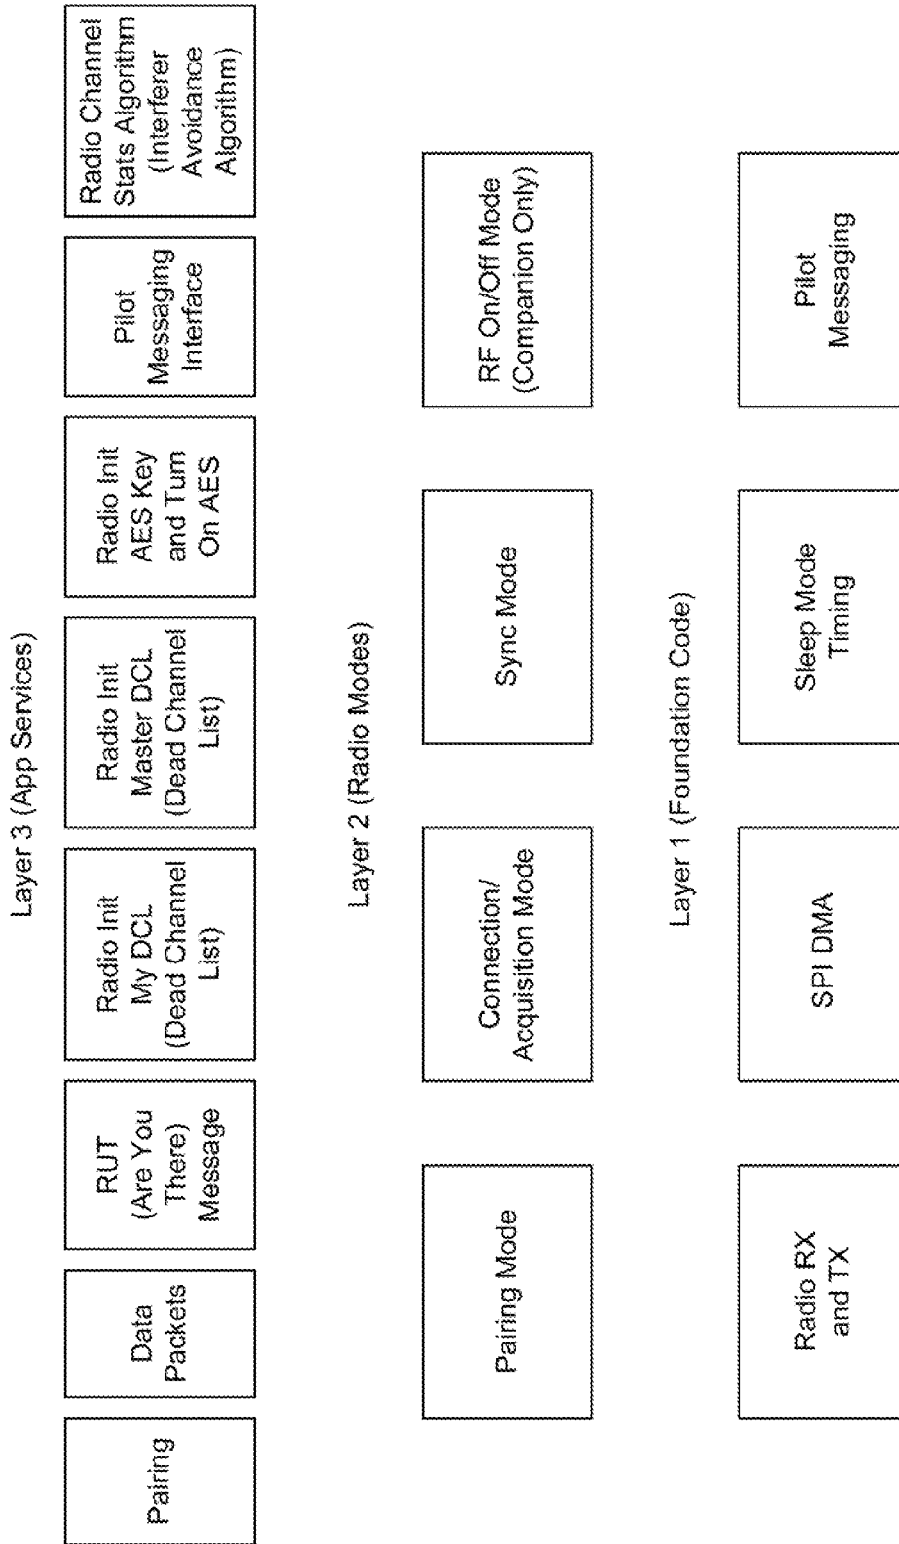 Layer 3 (App Services)
Pairing
Data
Packets
RUT
(Are You
There)
Message
Radio Init
My DCL
(Dead Channel
List)
Radio Init
Master DCL
(Dead Channel
List)
Radio Init
AES Key
and Turn
On AES
Pilot
Messaging
Interface
Radio Channel
Stats Algorithm
(Interferer
Avoidance
Algorithm)
Layer 2 (Radio Modes)
Pairing Mode
Connection/
Acquisition Mode
Sync Mode
RF On/Off Mode
(Companion Only)
Layer 1 (Foundation Code)
Radio RX
and TX
SPI DMA
Sleep Mode
Timing
Pilot
Messaging